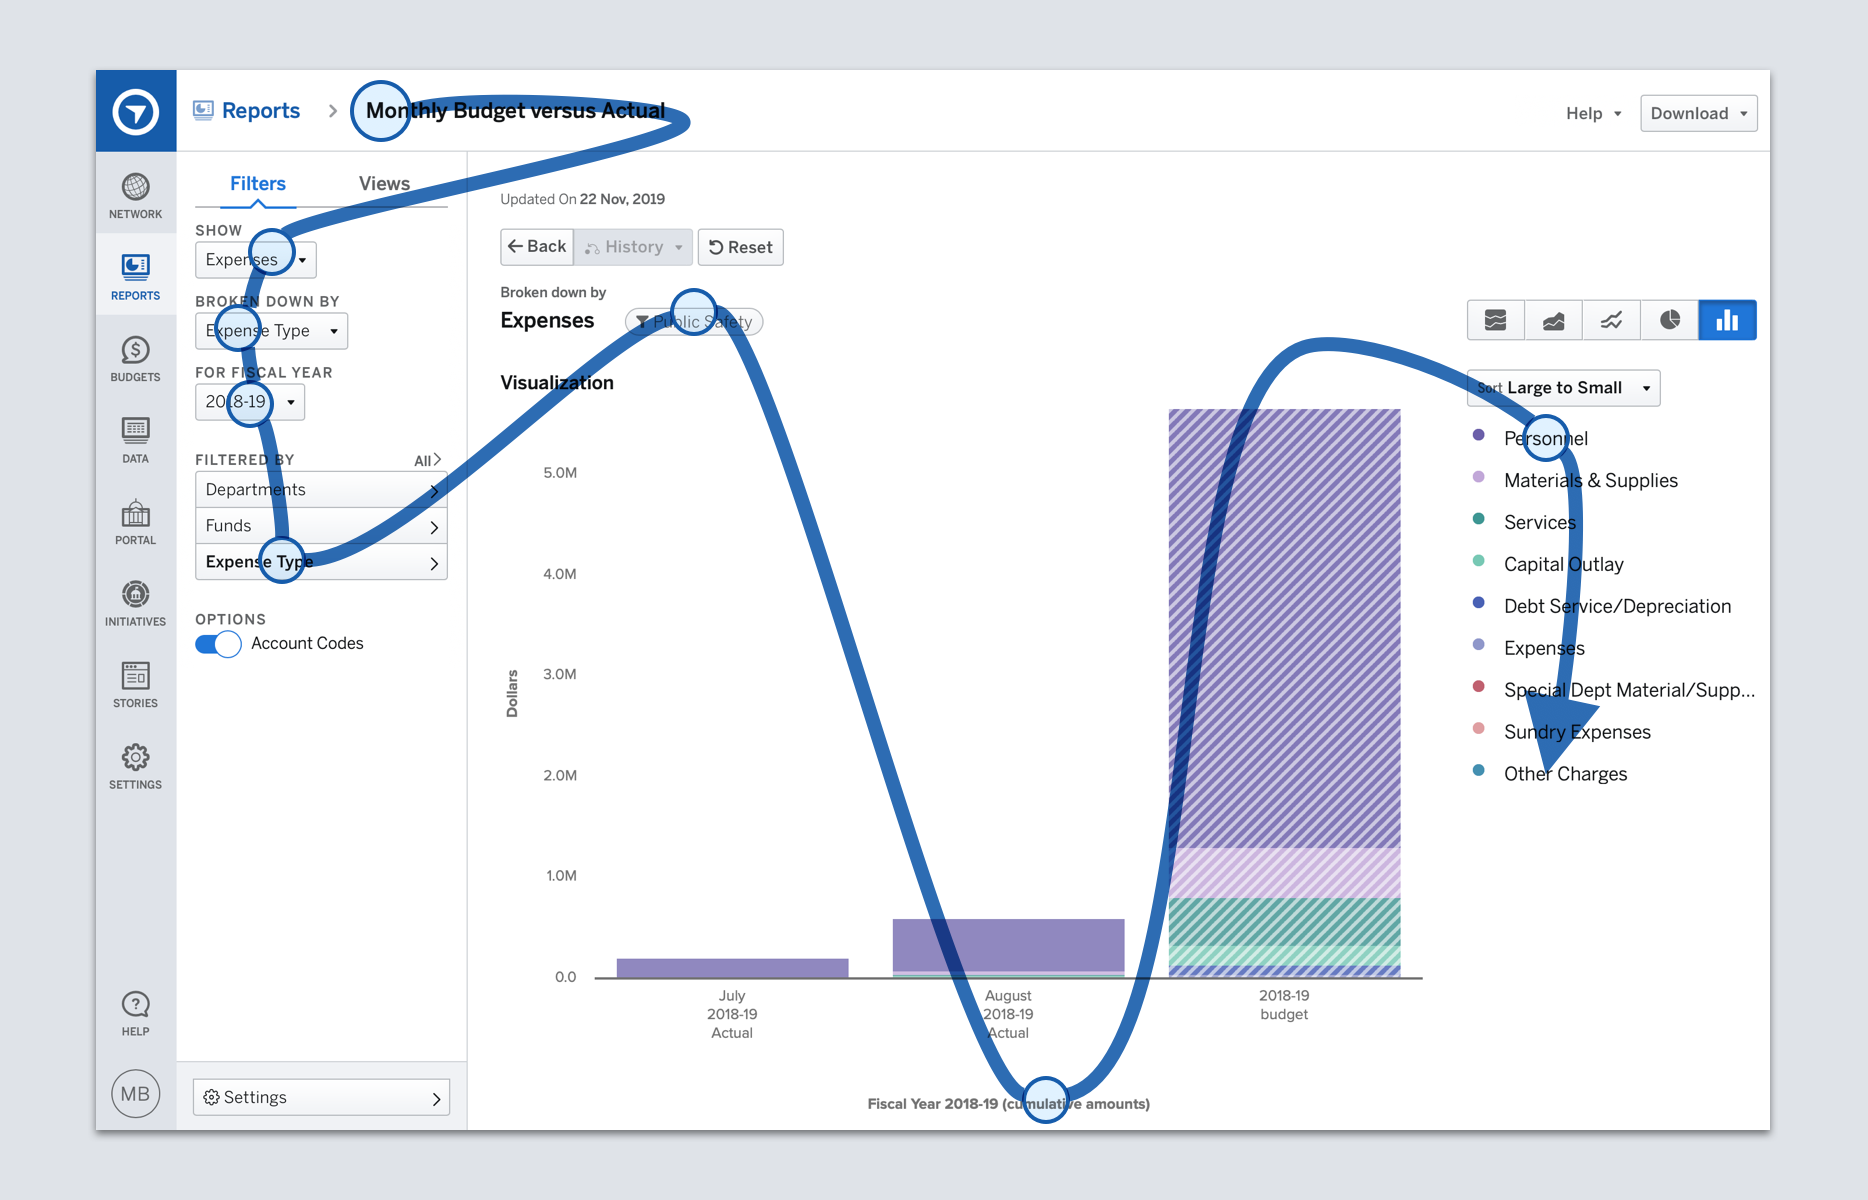 Reports
Monthly Budget versus Actual
Help
Download
NETWORK
REPORTS
BUDGETS
DATA
PORTAL
INITIATIVES
STORIES
SETTINGS
HELP
MB
Filters
Views
SHOW
Expenses
BROKEN DOWN BY
Expense Type
FOR FISCAL YEAR
2018-19
FILTERED BY
All
Departments
Funds
Expense Type
OPTIONS
Account Codes
Settings
Updated On 22 Nov, 2019
Back
History
Reset
Broken down by
Expenses
Public Safety
Visualization
Dollars
5.0M
4.0M
3.0M
2.0M
1.0M
0.0
July
2018-19
Actual
August
2018-19
Actual
2018-19
budget
Fiscal Year 2018-19 (cumulative amounts)
Sort Large to Small
Personnel
Materials & Supplies
Services
Capital Outlay
Debt Service/Depreciation
Expenses
Special Dept Material/Supp...
Sundry Expenses
Other Charges